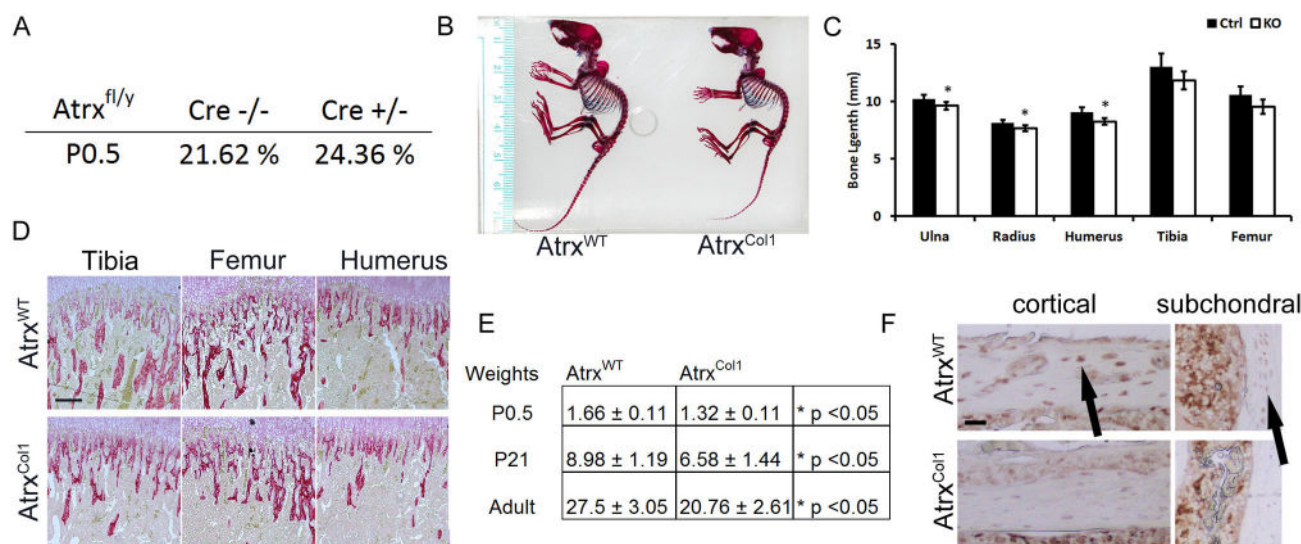 A
Atrx^fl/y Cre -/- Cre +/-
P0.5 21.62 % 24.36 %
B
Atrx^WT Atrx^Col1
C
Ctrl KO
Bone Lgenth (mm)
15
10
5
0
* * *
Ulna Radius Humerus Tibia Femur
D
Tibia Femur Humerus
Atrx^WT
Atrx^Col1
E
Weights Atrx^WT Atrx^Col1
P0.5 1.66 ± 0.11 1.32 ± 0.11 * p <0.05
P21 8.98 ± 1.19 6.58 ± 1.44 * p <0.05
Adult 27.5 ± 3.05 20.76 ± 2.61 * p <0.05
F
cortical subchondral
Atrx^WT
Atrx^Col1